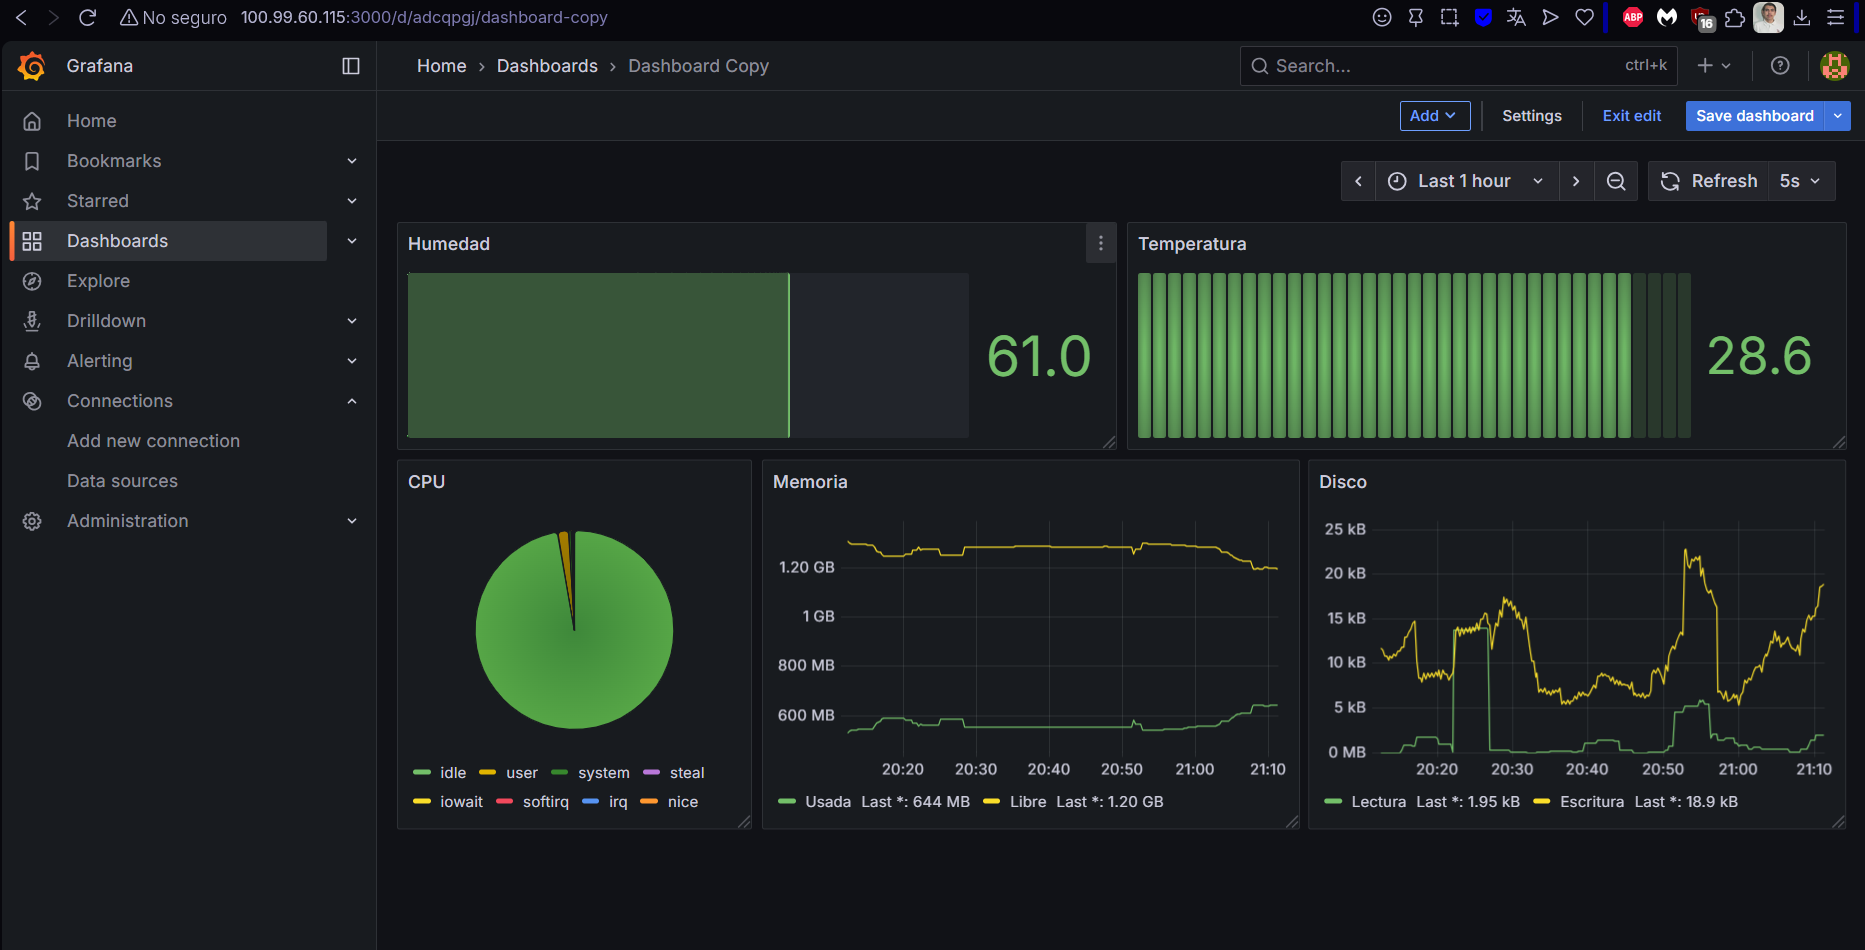 No seguro 100.99.60.115:3000/d/adcqpgj/dashboard-copy
ABP
16
Grafana
Home › Dashboards › Dashboard Copy
Search... ctrl+k
Add Settings Exit edit Save dashboard
Home
Bookmarks
Starred
Dashboards
Explore
Drilldown
Alerting
Connections
Add new connection
Data sources
Administration
Last 1 hour Refresh 5s
Humedad
61.0
Temperatura
28.6
CPU
idle user system steal
iowait softirq irq nice
Memoria
1.20 GB
1 GB
800 MB
600 MB
20:20 20:30 20:40 20:50 21:00 21:10
Usada Last *: 644 MB Libre Last *: 1.20 GB
Disco
25 kB
20 kB
15 kB
10 kB
5 kB
0 MB
20:20 20:30 20:40 20:50 21:00 21:10
Lectura Last *: 1.95 kB Escritura Last *: 18.9 kB